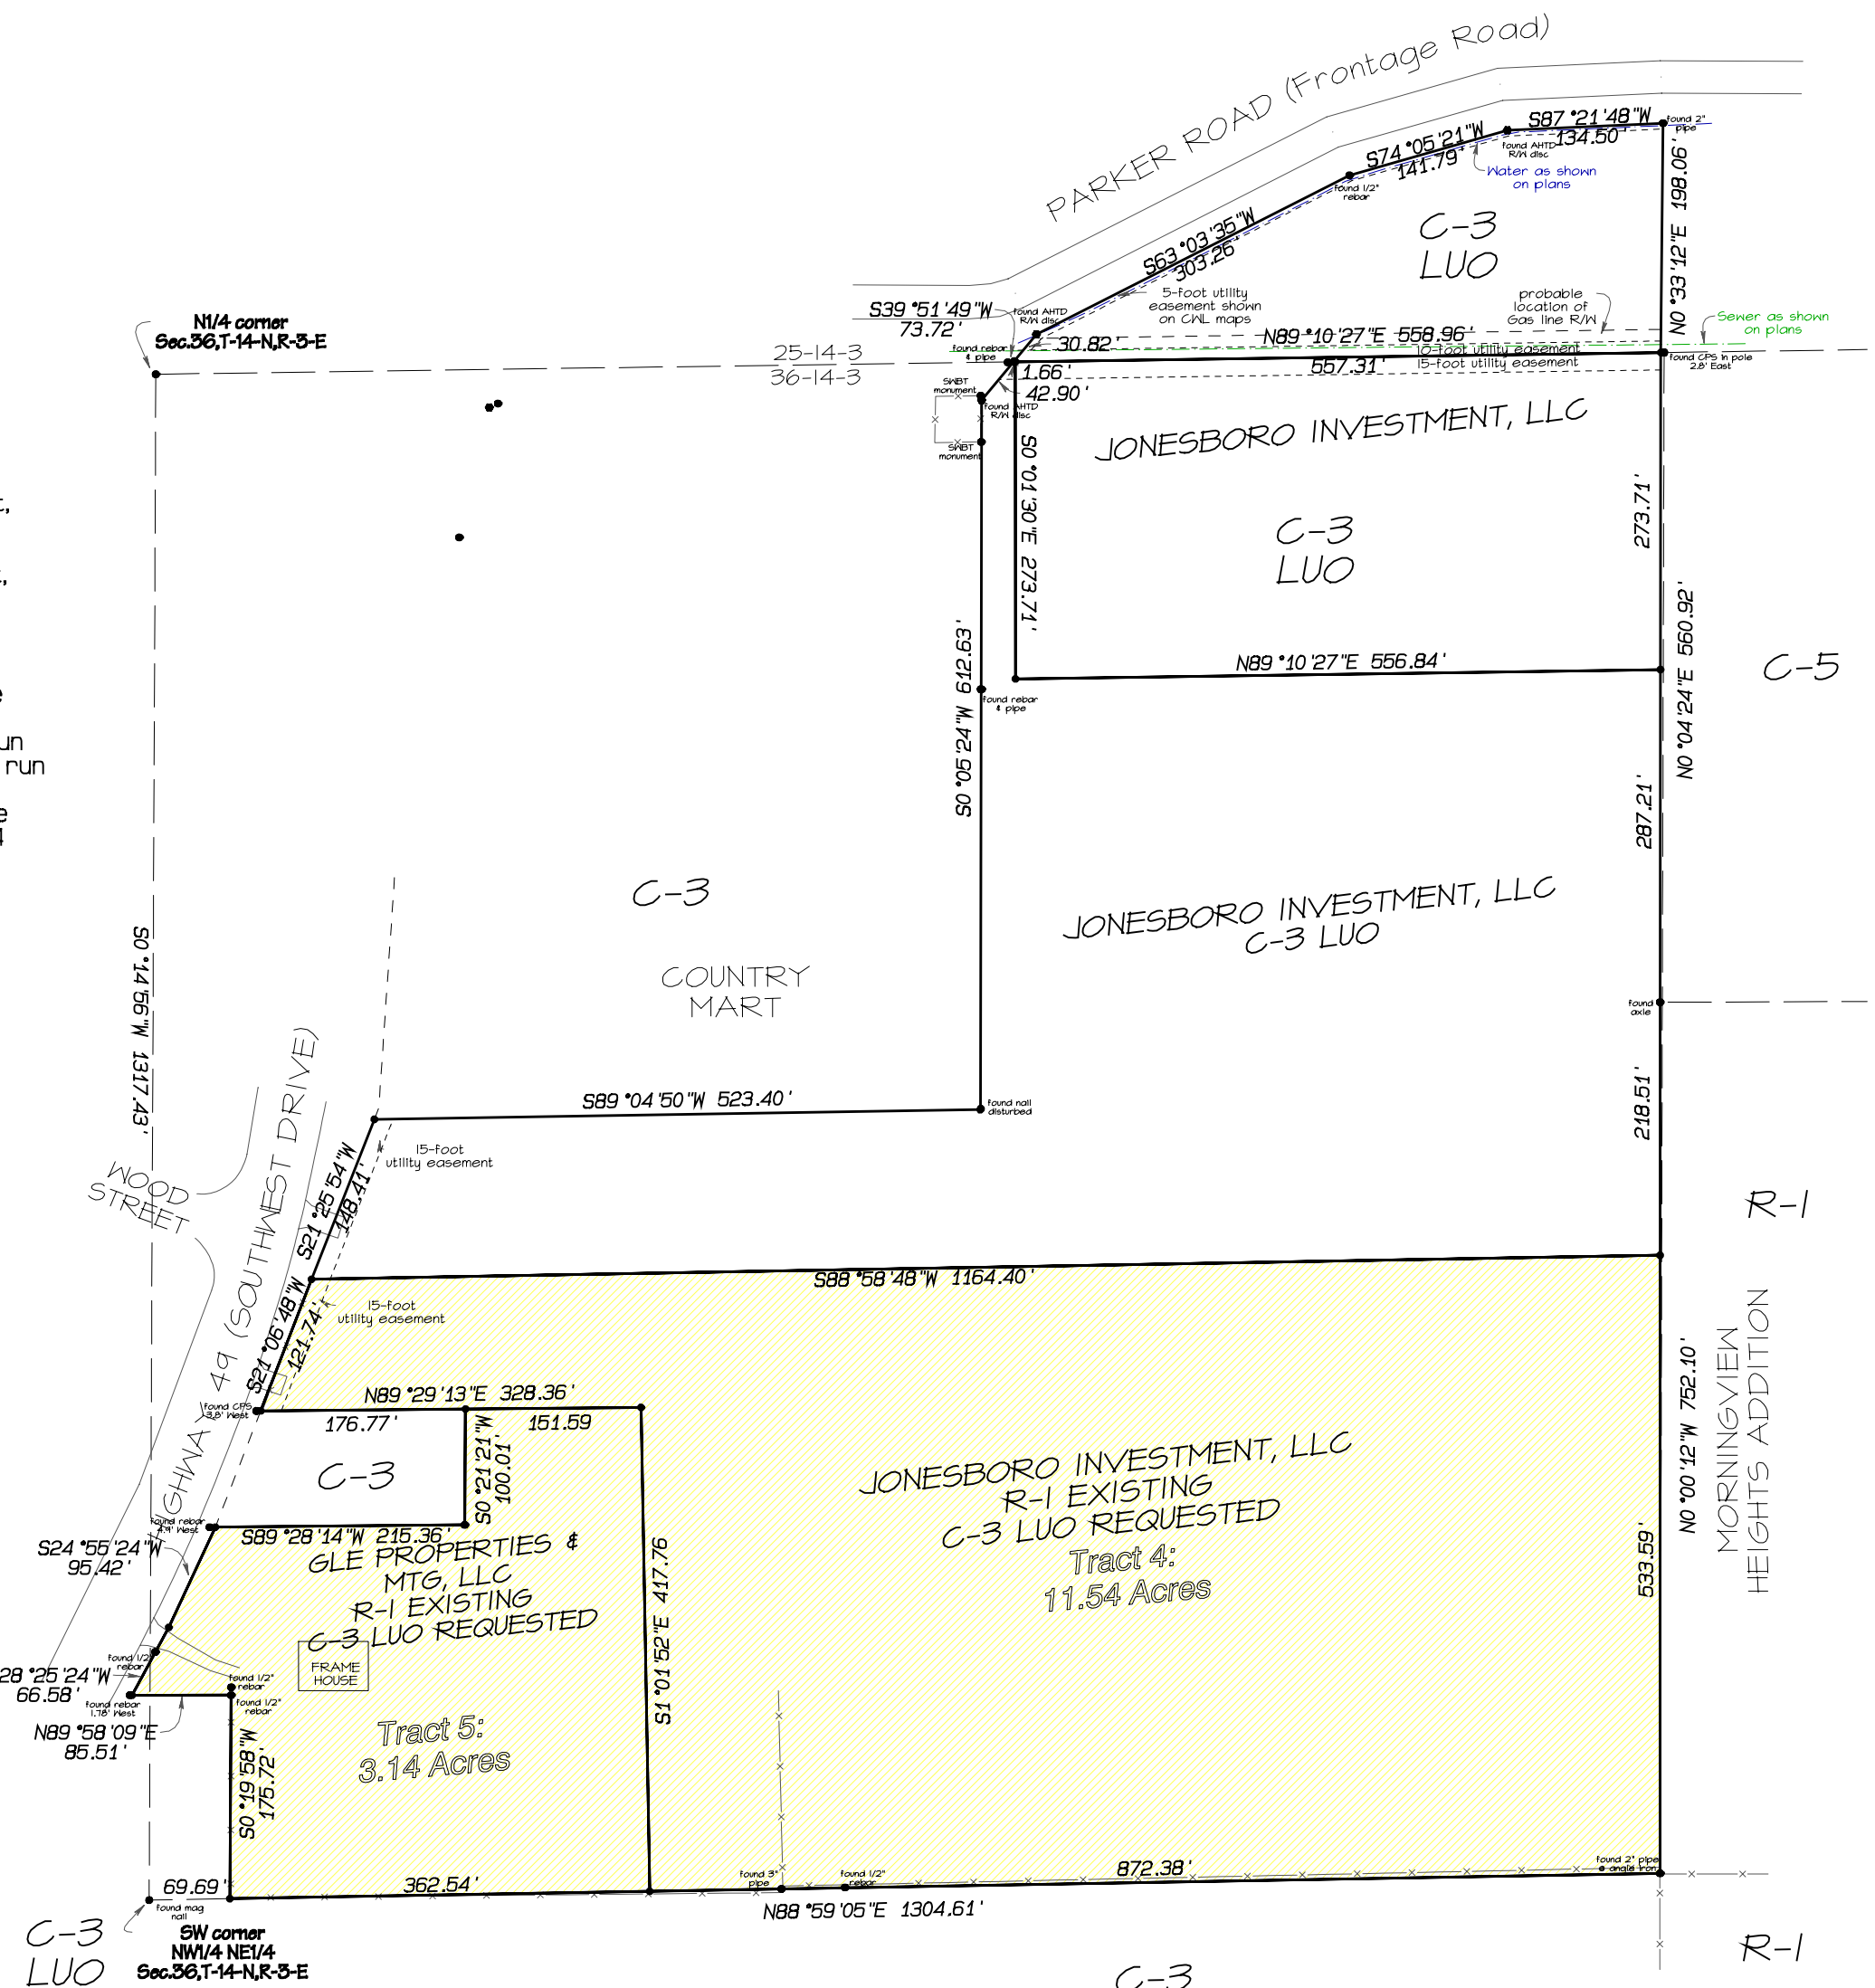 PARKER ROAD (Frontage Road)
S87°21'48"W
134.50'
found 2"
pipe
S74°05'21"W
141.79'
found AHTD
R/W disc
Water as shown
on plans
found 1/2"
rebar
N0°33'12"E 198.06'
C-3
LUO
S63°03'35"W
303.26'
5-foot utility
easement shown
on CWL maps
probable
location of
Gas line R/W
Sewer as shown
on plans
S39°51'49"W
73.72'
found AHTD
R/W disc
N1/4 corner
Sec.36,T-14-N,R-3-E
25-14-3
36-14-3
found rebar
& pipe
30.82'
N89°10'27"E 558.96'
10-foot utility easement
557.31'
15-foot utility easement
found CPS in pole
2.8' East
1.66'
42.90'
SWBT
monument
found AHTD
R/W disc
SWBT
monument
JONESBORO INVESTMENT, LLC
C-3
LUO
S0°01'30"E 273.71'
273.71'
t,
t,
e
un
run
e
4
S0°05'24"W 612.63'
N89°10'27"E 556.84'
found rebar
& pipe
N0°04'24"E 560.92'
C-5
287.21'
C-3
COUNTRY
MART
JONESBORO INVESTMENT, LLC
C-3 LUO
S0°14'56"W 1317.43'
found
axle
218.51'
S89°04'50"W 523.40'
found nail
disturbed
15-foot
utility easement
S21°25'54"W
148.41'
WOOD
STREET
HIGHWAY 49 (SOUTHWEST DRIVE)
R-1
S88°58'48"W 1164.40'
15-foot
utility easement
S21°06'48"W
121.74'
N0°00'12"W 752.10'
MORNINGVIEW
HEIGHTS ADDITION
found CPS
3.8' West
N89°29'13"E 328.36'
176.77'
151.59
C-3
S0°21'21"W
100.01'
JONESBORO INVESTMENT, LLC
R-1 EXISTING
C-3 LUO REQUESTED
Tract 4:
11.54 Acres
found rebar
4.9' West
S89°28'14"W 215.36'
S24°55'24"W
95.42'
GLE PROPERTIES &
MTG, LLC
R-1 EXISTING
C-3 LUO REQUESTED
FRAME
HOUSE
S1°01'52"E 417.76
533.59'
found 1/2"
rebar
28°25'24"W
66.58'
found rebar
1.78' West
found 1/2"
rebar
found 1/2"
rebar
N89°58'09"E
85.51'
S0°19'58"W
175.72'
Tract 5:
3.14 Acres
69.69'
362.54'
found 3"
pipe
found 1/2"
rebar
872.38'
found 2" pipe
@ angle iron
found mag
nail
N88°59'05"E 1304.61'
C-3
LUO
SW corner
NW1/4 NE1/4
Sec.36,T-14-N,R-3-E
C-3
R-1